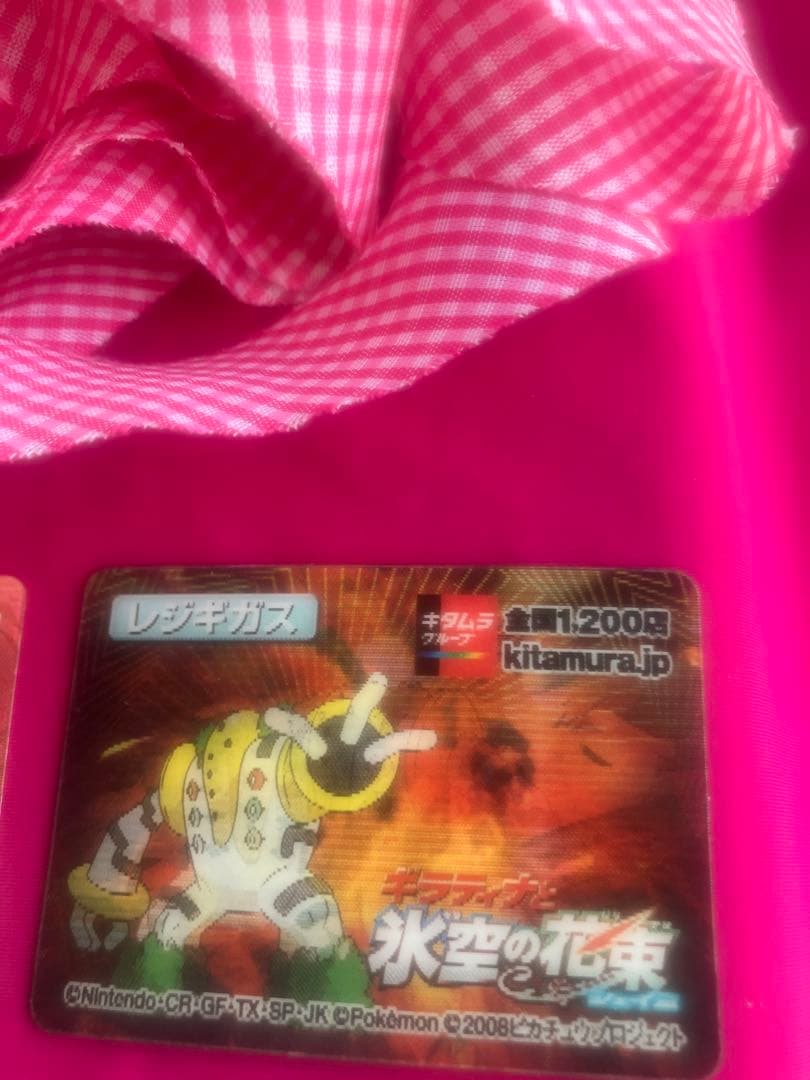 レジギガス
キタムラ
グループ
全国1,200店
kitamura.jp
ギラティナと
氷空の花束
シェイミ
©Nintendo・CR・GF・TX・SP・JK ©Pokémon ©2008ピカチュウプロジェクト